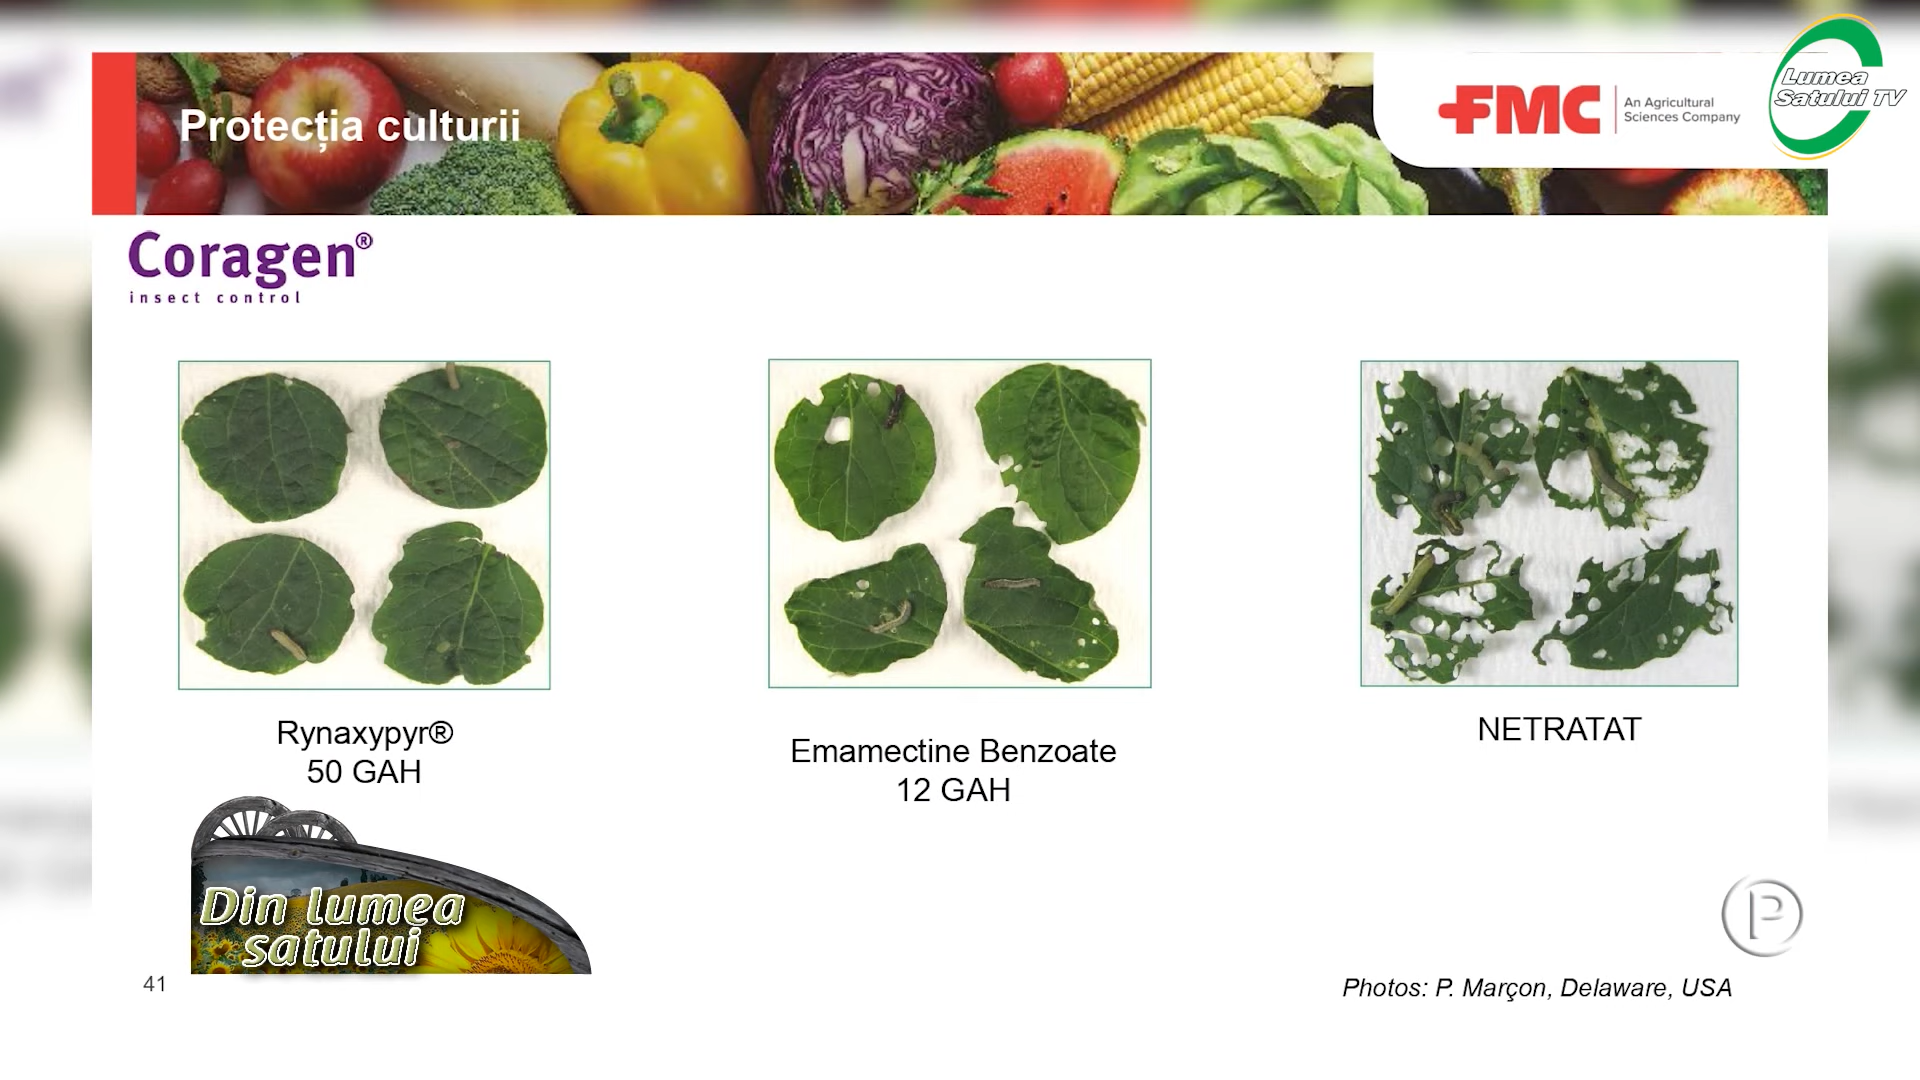 Protecția culturii
FMC
An Agricultural
Sciences Company
Lumea
Satului TV
Coragen®
insect control
Rynaxypyr®
50 GAH
Emamectine Benzoate
12 GAH
NETRATAT
Din lumea
satului
P
41
Photos: P. Marçon, Delaware, USA